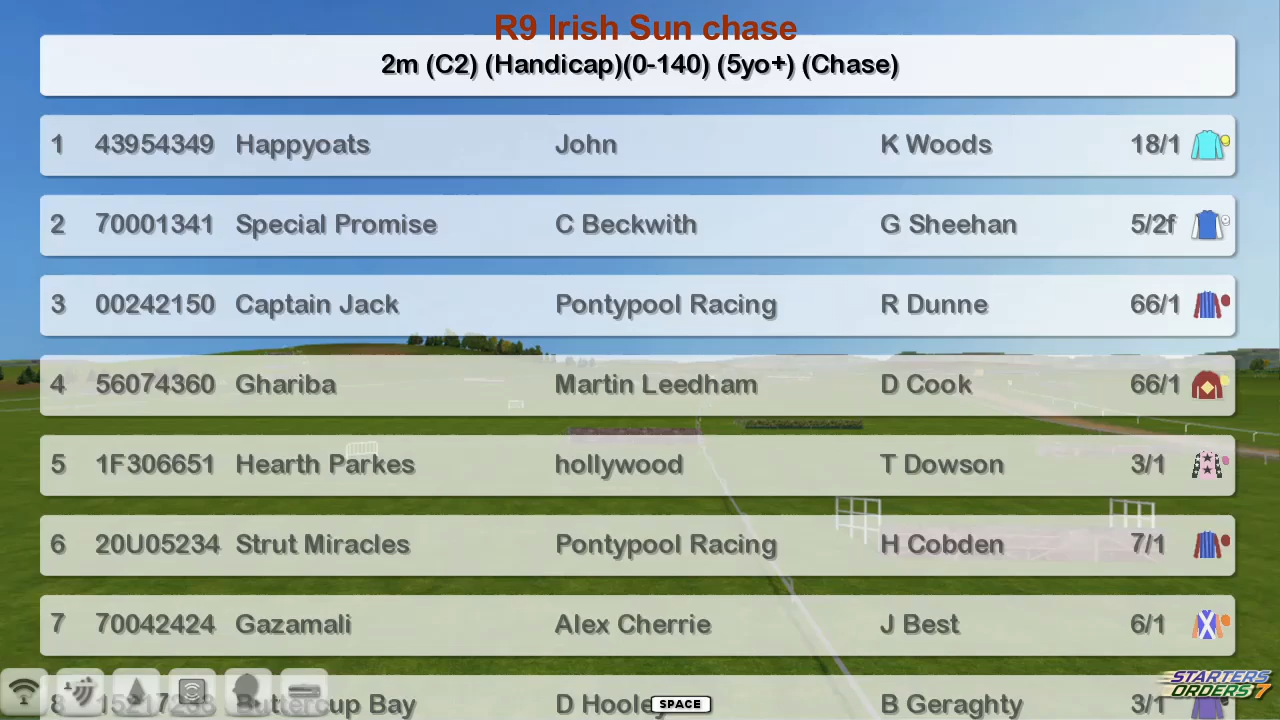 R9 Irish Sun chase
2m (C2) (Handicap)(0-140) (5yo+) (Chase)
1 43954349 Happyoats John K Woods 18/1
2 70001341 Special Promise C Beckwith G Sheehan 5/2f
3 00242150 Captain Jack Pontypool Racing R Dunne 66/1
4 56074360 Ghariba Martin Leedham D Cook 66/1
5 1F306651 Hearth Parkes hollywood T Dowson 3/1
6 20U05234 Strut Miracles Pontypool Racing H Cobden 7/1
7 70042424 Gazamali Alex Cherrie J Best 6/1
8 Buttercup Bay D Hooley B Geraghty 3/1
SPACE
STARTERS
ORDERS 7